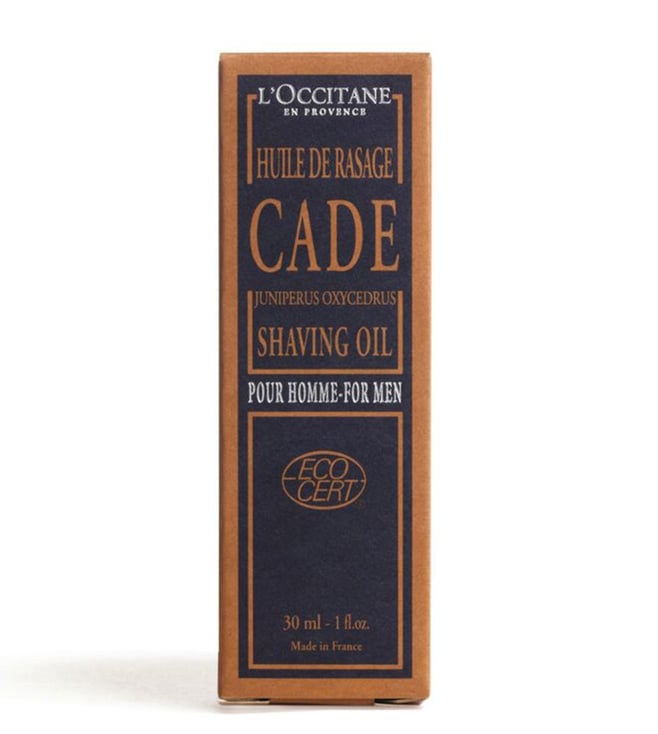 L'OCCITANE
EN PROVENCE
HUILE DE RASAGE
CADE
JUNIPERUS OXYCEDRUS
SHAVING OIL
POUR HOMME-FOR MEN
ECO
CERT
30 ml - 1 fl.oz.
Made in France